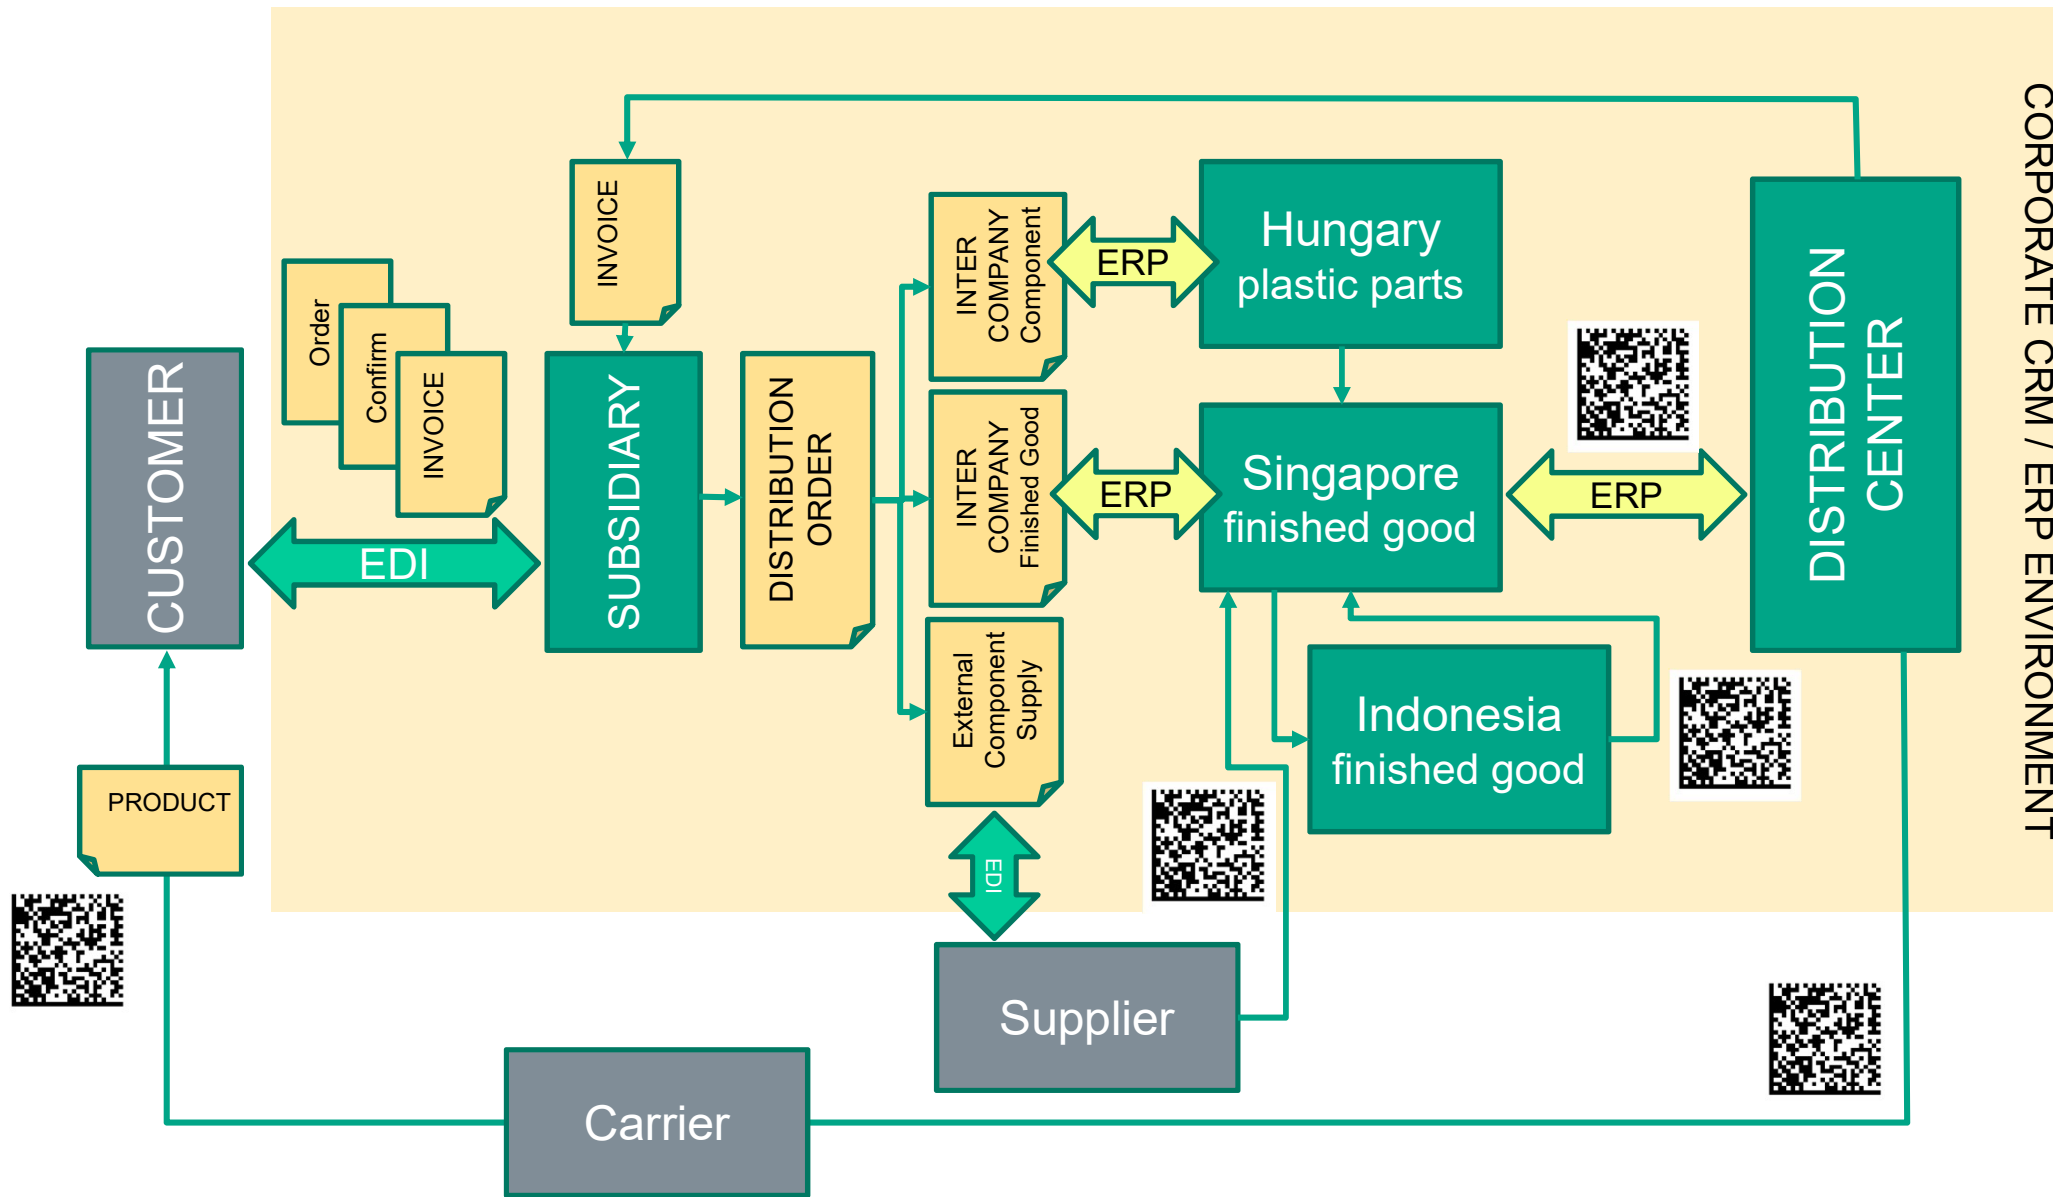 CORPORATE CRM / ERP ENVIRONMENT
INVOICE
INTER
COMPANY
Component
ERP
Hungary
plastic parts
Order
Confirm
INVOICE
CUSTOMER
EDI
SUBSIDIARY
DISTRIBUTION
ORDER
INTER
COMPANY
Finished Good
ERP
Singapore
finished good
ERP
DISTRIBUTION
CENTER
External
Component
Supply
Indonesia
finished good
PRODUCT
EDI
Supplier
Carrier